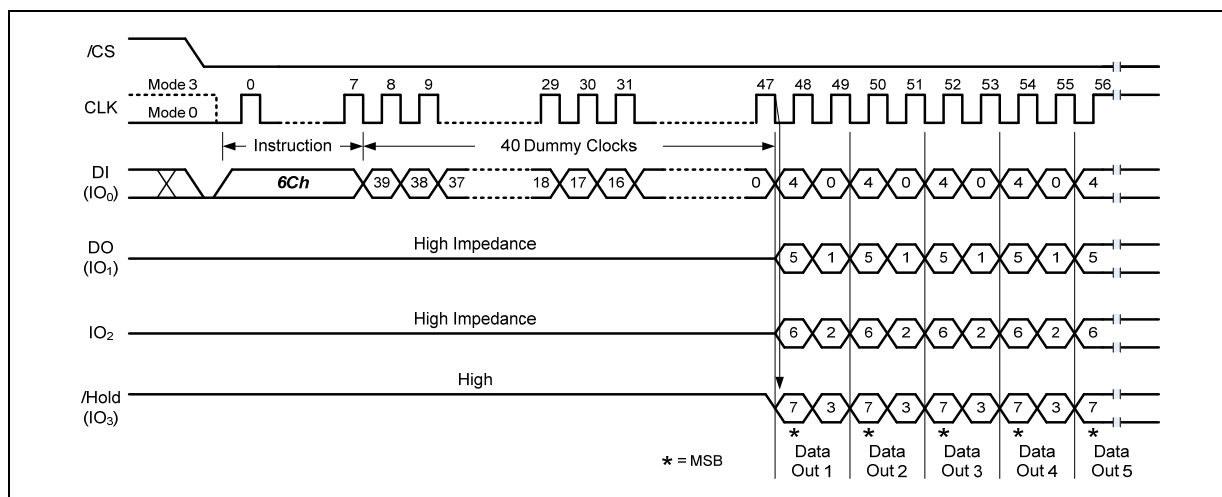 /CS
Mode 3 0 7 8 9 29 30 31 47 48 49 50 51 52 53 54 55 56
CLK Mode 0
Instruction 40 Dummy Clocks
DI (IO0) 6Ch 39 38 37 18 17 16 0 4 0 4 0 4 0 4 0 4
DO (IO1) High Impedance 5 1 5 1 5 1 5 1 5
IO2 High Impedance 6 2 6 2 6 2 6 2 6
/Hold (IO3) High 7 3 7 3 7 3 7 3 7
* * * * *
* = MSB
Data Out 1 Data Out 2 Data Out 3 Data Out 4 Data Out 5